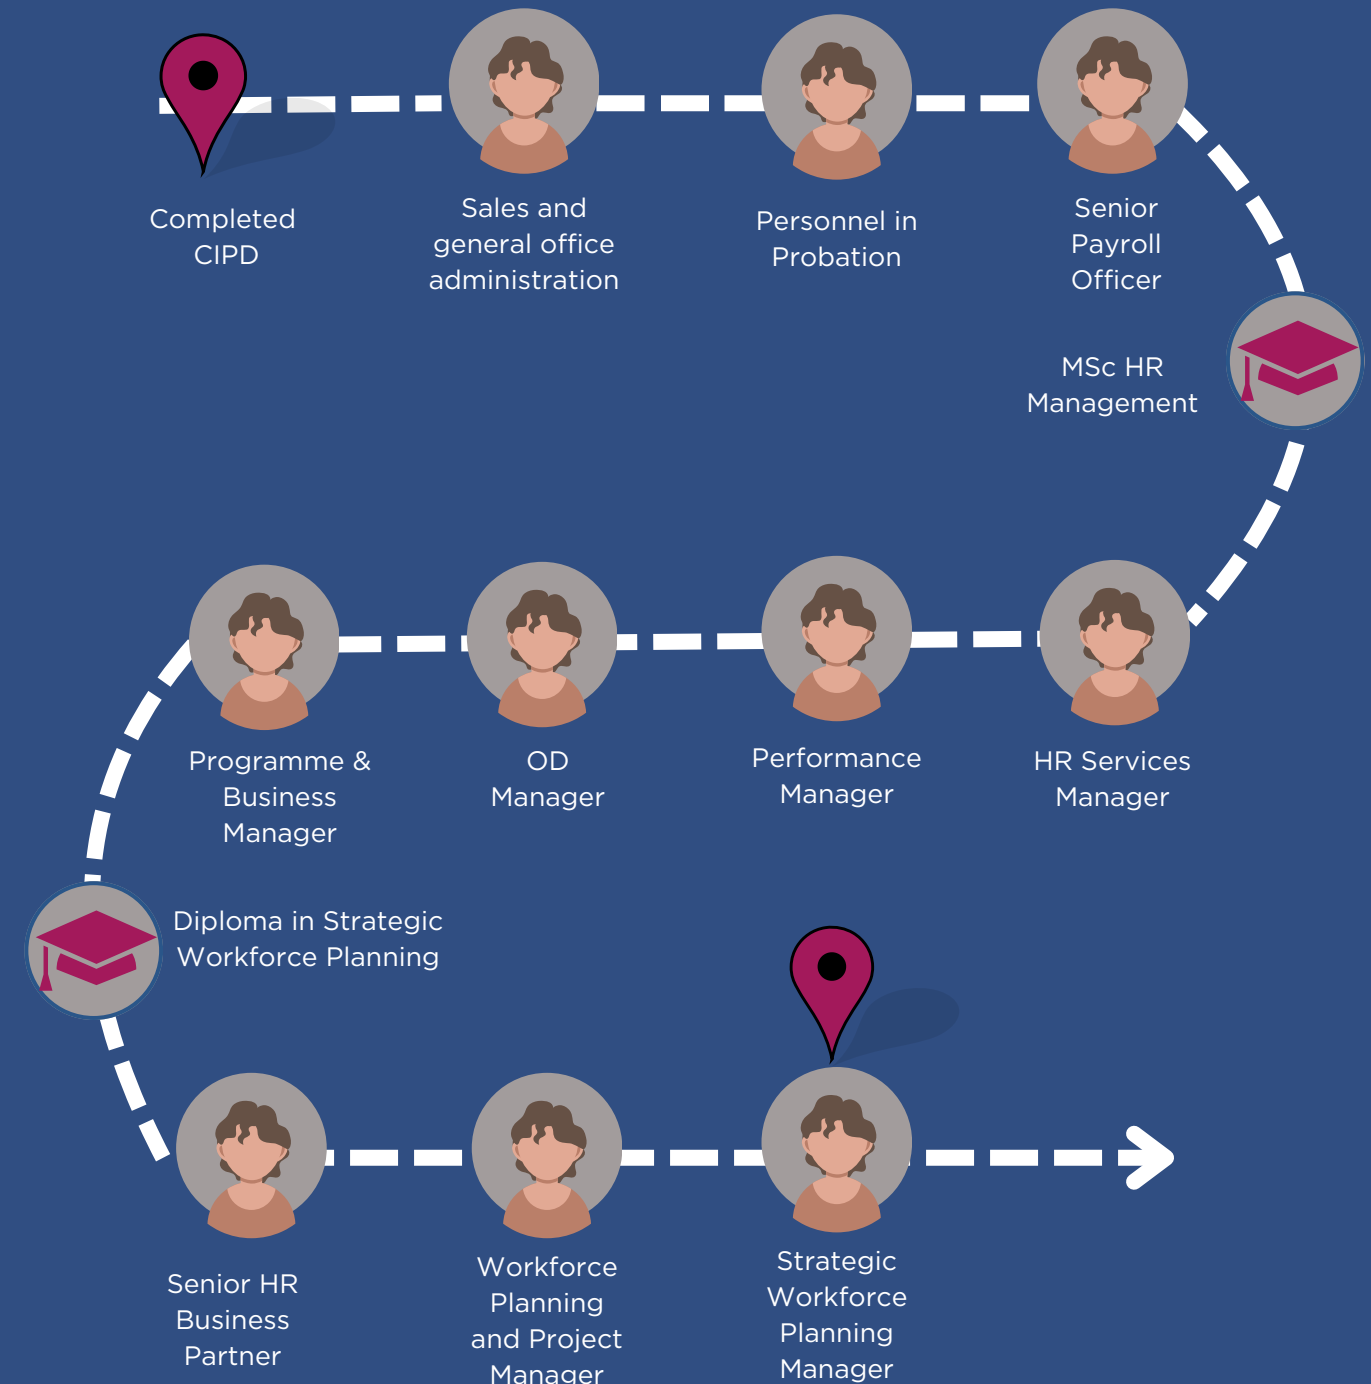 Completed
CIPD
Sales and
general office
administration
Personnel in
Probation
Senior
Payroll
Officer
MSc HR
Management
HR Services
Manager
Performance
Manager
OD
Manager
Programme &
Business
Manager
Diploma in Strategic
Workforce Planning
Senior HR
Business
Partner
Workforce
Planning
and Project
Manager
Strategic
Workforce
Planning
Manager